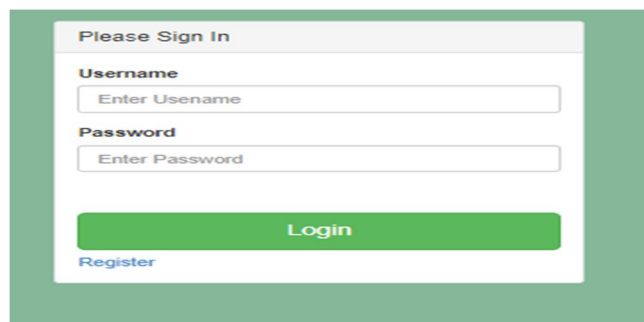 Please Sign In
Username
Enter Usename
Password
Enter Password
Login
Register